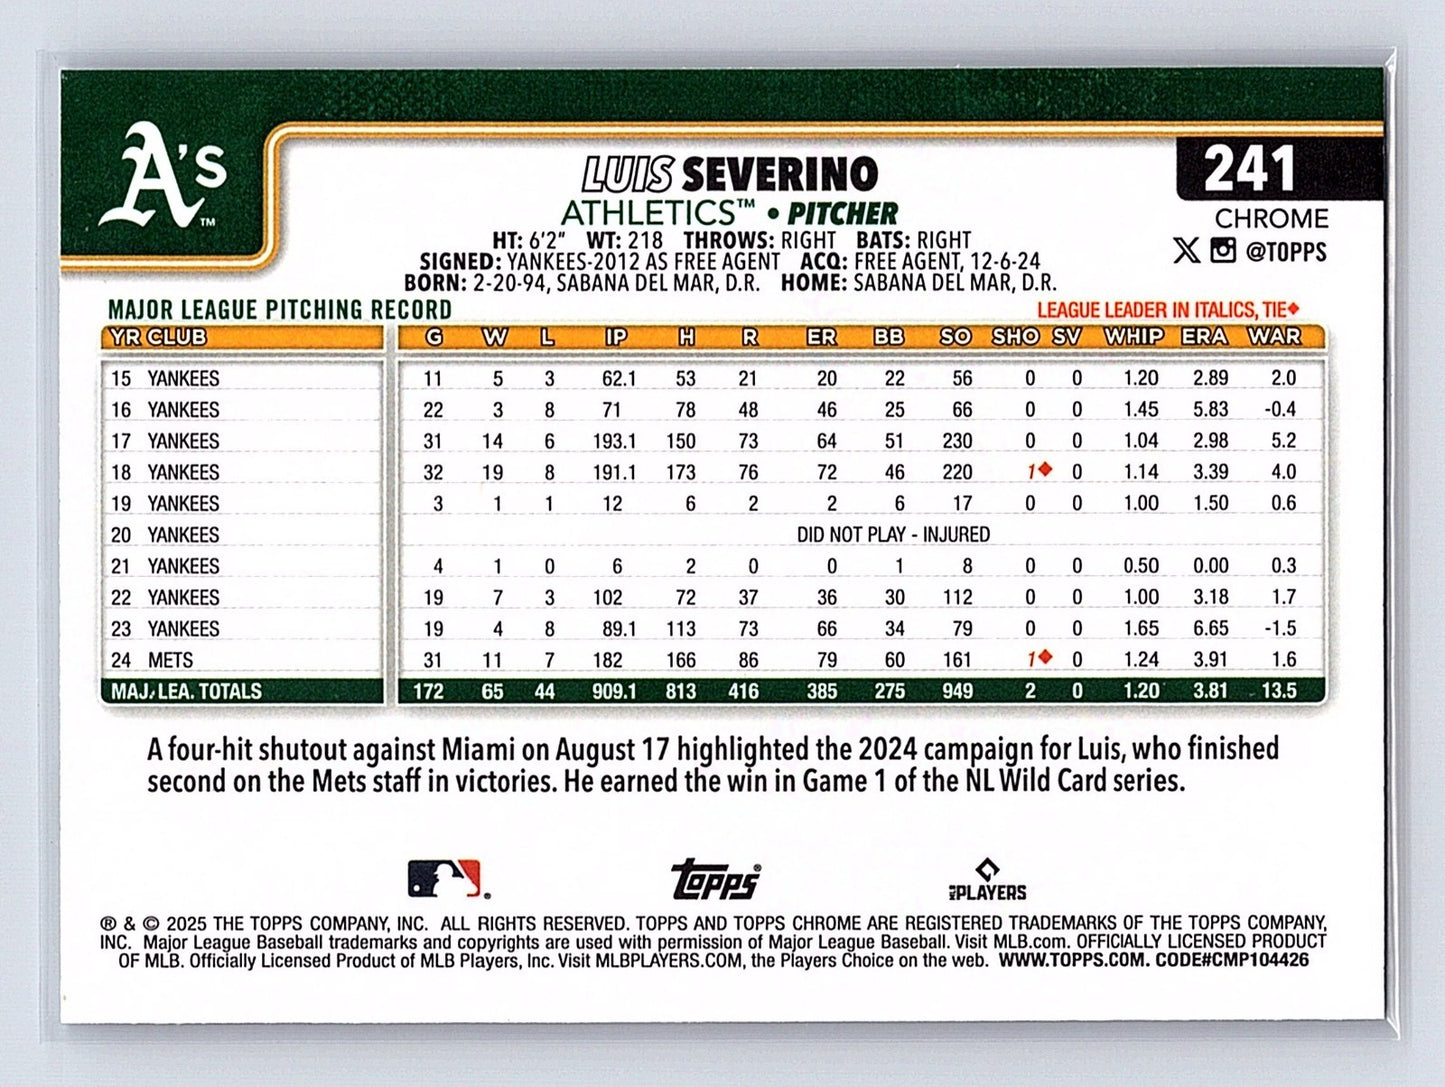 A's™
LUIS SEVERINO
241
ATHLETICS™ • PITCHER
CHROME
HT: 6'2" WT: 218 THROWS: RIGHT BATS: RIGHT
@TOPPS
SIGNED: YANKEES-2012 AS FREE AGENT ACQ: FREE AGENT, 12-6-24
BORN: 2-20-94, SABANA DEL MAR, D.R. HOME: SABANA DEL MAR, D.R.
MAJOR LEAGUE PITCHING RECORD LEAGUE LEADER IN ITALICS, TIE♦
YR CLUB G W L IP H R ER BB SO SHO SV WHIP ERA WAR
15 YANKEES 11 5 3 62.1 53 21 20 22 56 0 0 1.20 2.89 2.0
16 YANKEES 22 3 8 71 78 48 46 25 66 0 0 1.45 5.83 -0.4
17 YANKEES 31 14 6 193.1 150 73 64 51 230 0 0 1.04 2.98 5.2
18 YANKEES 32 19 8 191.1 173 76 72 46 220 1♦ 0 1.14 3.39 4.0
19 YANKEES 3 1 1 12 6 2 2 6 17 0 0 1.00 1.50 0.6
20 YANKEES DID NOT PLAY - INJURED
21 YANKEES 4 1 0 6 2 0 0 1 8 0 0 0.50 0.00 0.3
22 YANKEES 19 7 3 102 72 37 36 30 112 0 0 1.00 3.18 1.7
23 YANKEES 19 4 8 89.1 113 73 66 34 79 0 0 1.65 6.65 -1.5
24 METS 31 11 7 182 166 86 79 60 161 1♦ 0 1.24 3.91 1.6
MAJ. LEA. TOTALS 172 65 44 909.1 813 416 385 275 949 2 0 1.20 3.81 13.5
A four-hit shutout against Miami on August 17 highlighted the 2024 campaign for Luis, who finished
second on the Mets staff in victories. He earned the win in Game 1 of the NL Wild Card series.
topps® MLB PLAYERS
® & © 2025 THE TOPPS COMPANY, INC. ALL RIGHTS RESERVED. TOPPS AND TOPPS CHROME ARE REGISTERED TRADEMARKS OF THE TOPPS COMPANY,
INC. Major League Baseball trademarks and copyrights are used with permission of Major League Baseball. Visit MLB.com. OFFICIALLY LICENSED PRODUCT
OF MLB. Officially Licensed Product of MLB Players, Inc. Visit MLBPLAYERS.COM, the Players Choice on the web. WWW.TOPPS.COM. CODE#CMP104426